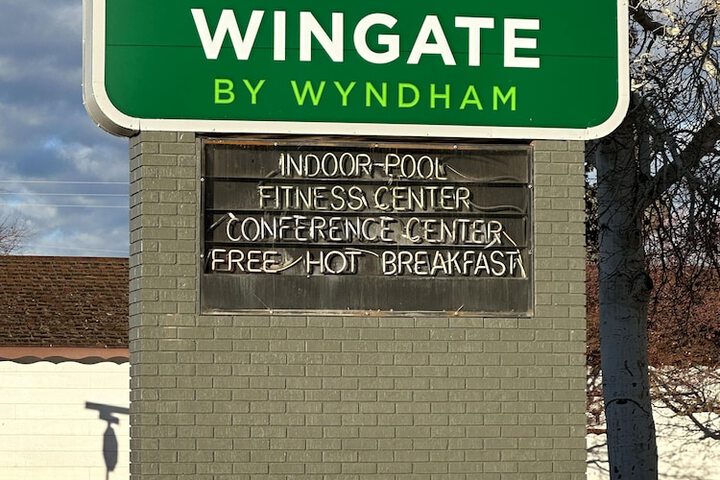 WINGATE
BY WYNDHAM
INDOOR-POOL
FITNESS CENTER
CONFERENCE CENTER
FREE HOT BREAKFAST